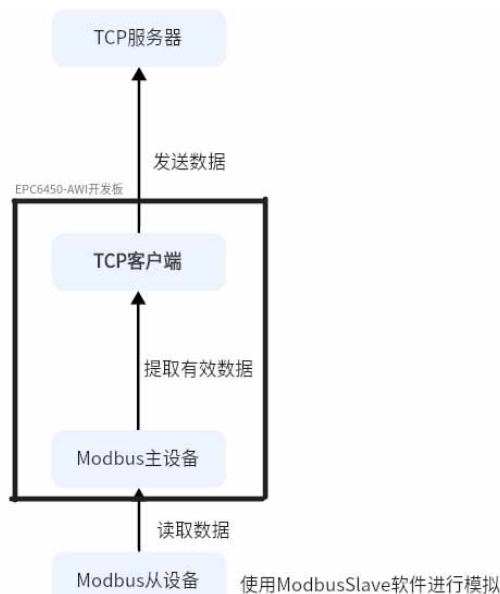 TCP服务器
发送数据
EPC6450-AWI开发板
TCP客户端
提取有效数据
Modbus主设备
读取数据
Modbus从设备 使用ModbusSlave软件进行模拟